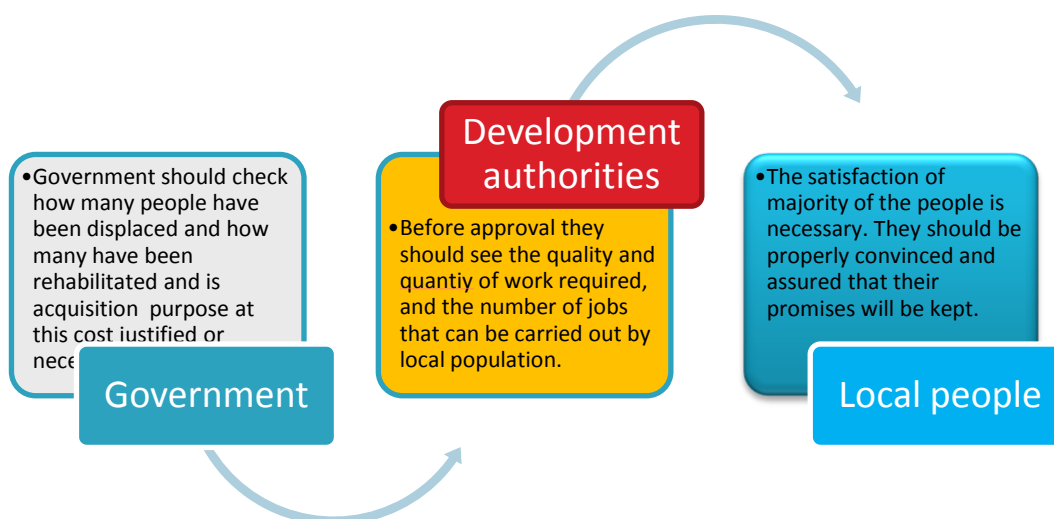 •Government should check
how many people have
been displaced and how
many have been
rehabilitated and is
acquisition purpose at
this cost justified or
Government
Development
authorities
•Before approval they
should see the quality and
quantiy of work required,
and the number of jobs
that can be carried out by
local population.
•The satisfaction of
majority of the people is
necessary. They should be
properly convinced and
assured that their
promises will be kept.
Local people